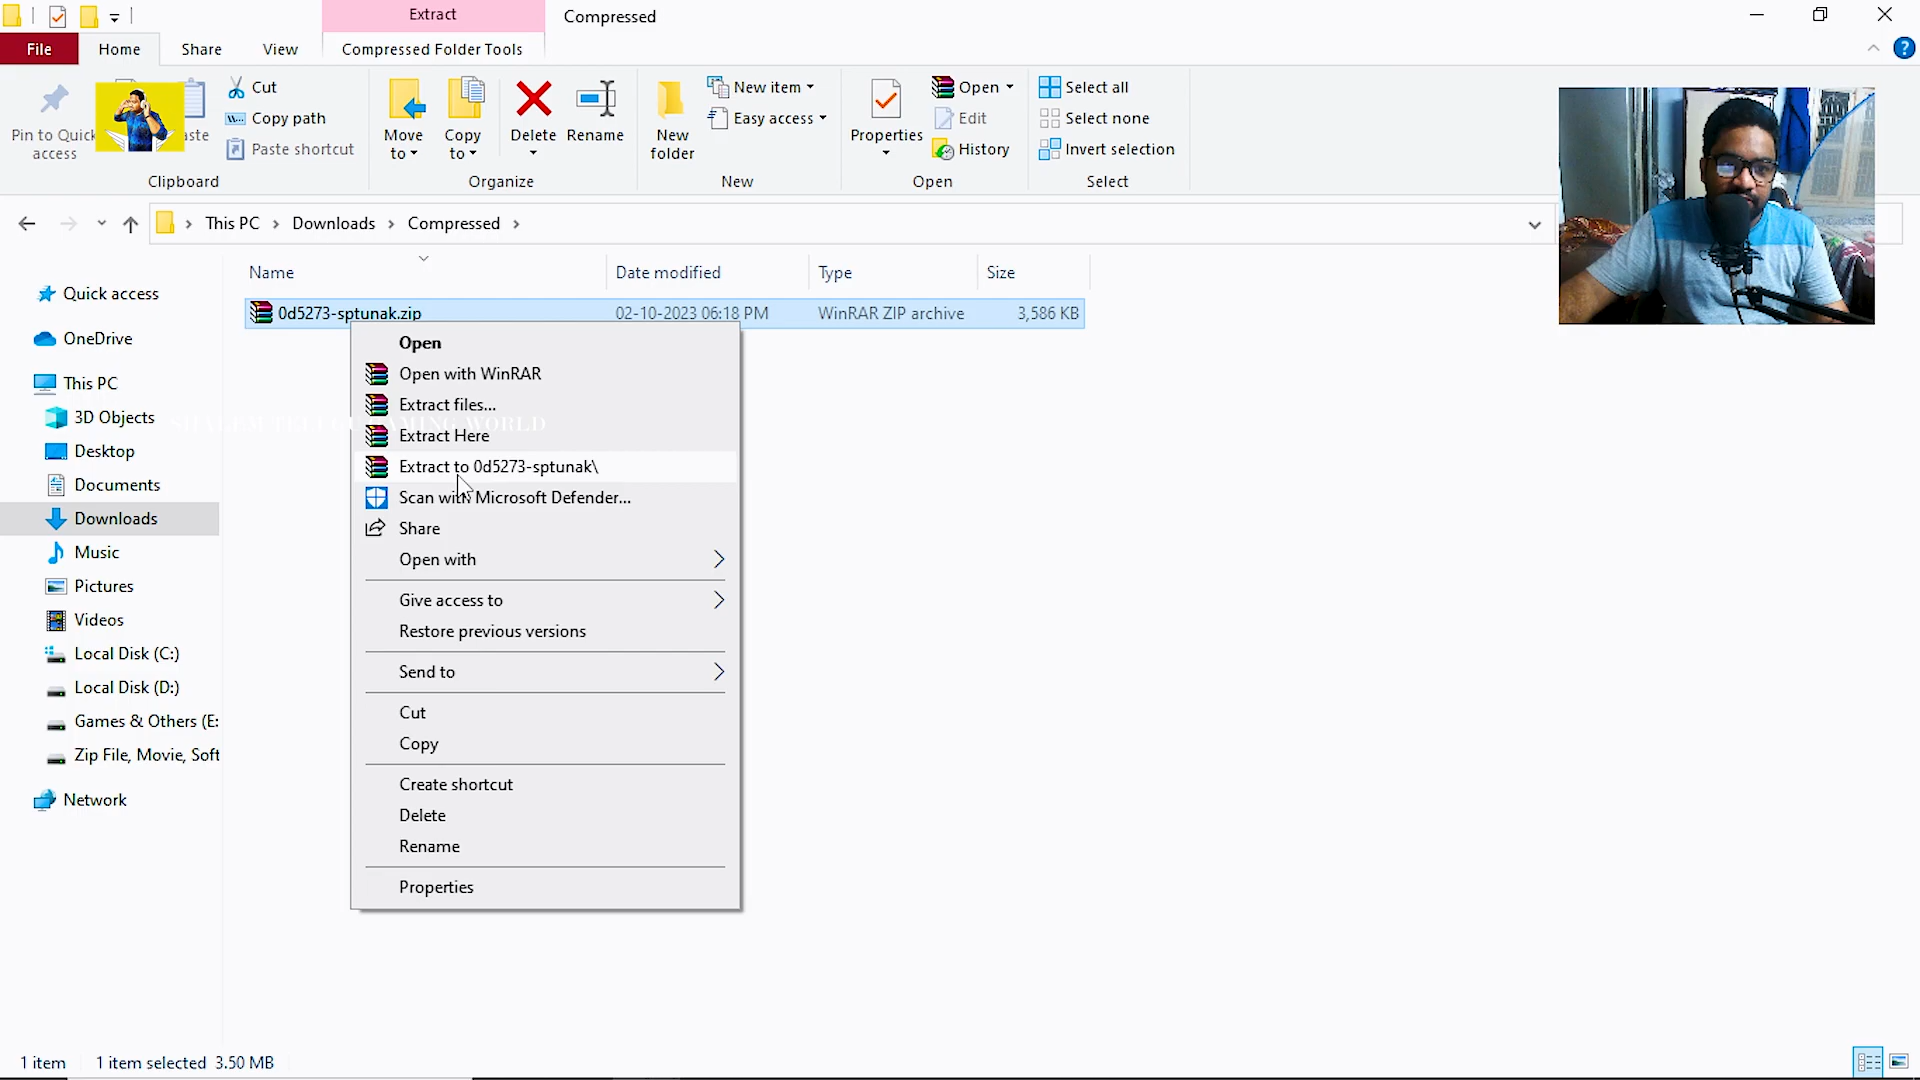 Extract
Compressed
File
Home
Share
View
Compressed Folder Tools
Pin to Quick access
Cut
Copy path
Paste shortcut
Clipboard
Move to
Copy to
Delete
Rename
Organize
New folder
New item
Easy access
New
Properties
Open
Edit
History
Open
Select all
Select none
Invert selection
Select
This PC
Downloads
Compressed
Name
Date modified
Type
Size
0d5273-sptunak.zip
02-10-2023 06:18 PM
WinRAR ZIP archive
3,586 KB
Quick access
OneDrive
This PC
3D Objects
Desktop
Documents
Downloads
Music
Pictures
Videos
Local Disk (C:)
Local Disk (D:)
Games & Others (E:
Zip File, Movie, Soft
Network
Open
Open with WinRAR
Extract files...
Extract Here
Extract to 0d5273-sptunak\
Scan with Microsoft Defender...
Share
Open with
Give access to
Restore previous versions
Send to
Cut
Copy
Create shortcut
Delete
Rename
Properties
WORLD
1 item
1 item selected 3.50 MB